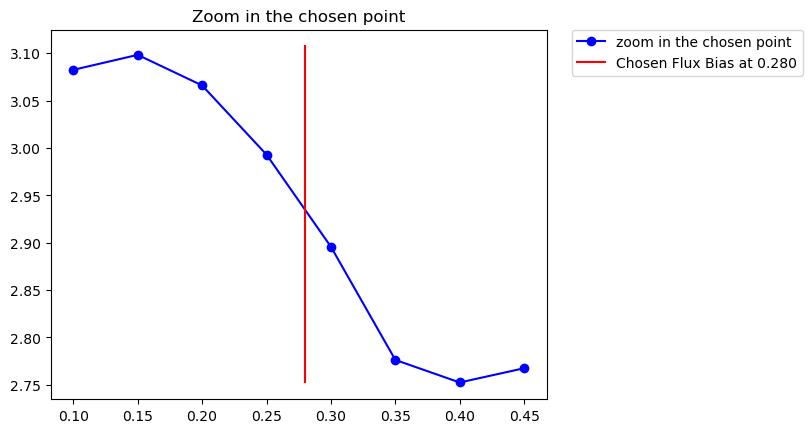 Zoom in the chosen point
zoom in the chosen point
Chosen Flux Bias at 0.280
3.10
3.05
3.00
2.95
2.90
2.85
2.80
2.75
0.10 0.15 0.20 0.25 0.30 0.35 0.40 0.45